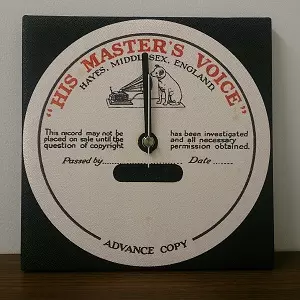 "HIS MASTER'S VOICE"
HAYES, MIDDLESEX, ENGLAND
This record may not be
placed on sale until the
question of copyright
has been investigated
and all necessary
permission obtained.
Passed by............ Date ......
ADVANCE COPY